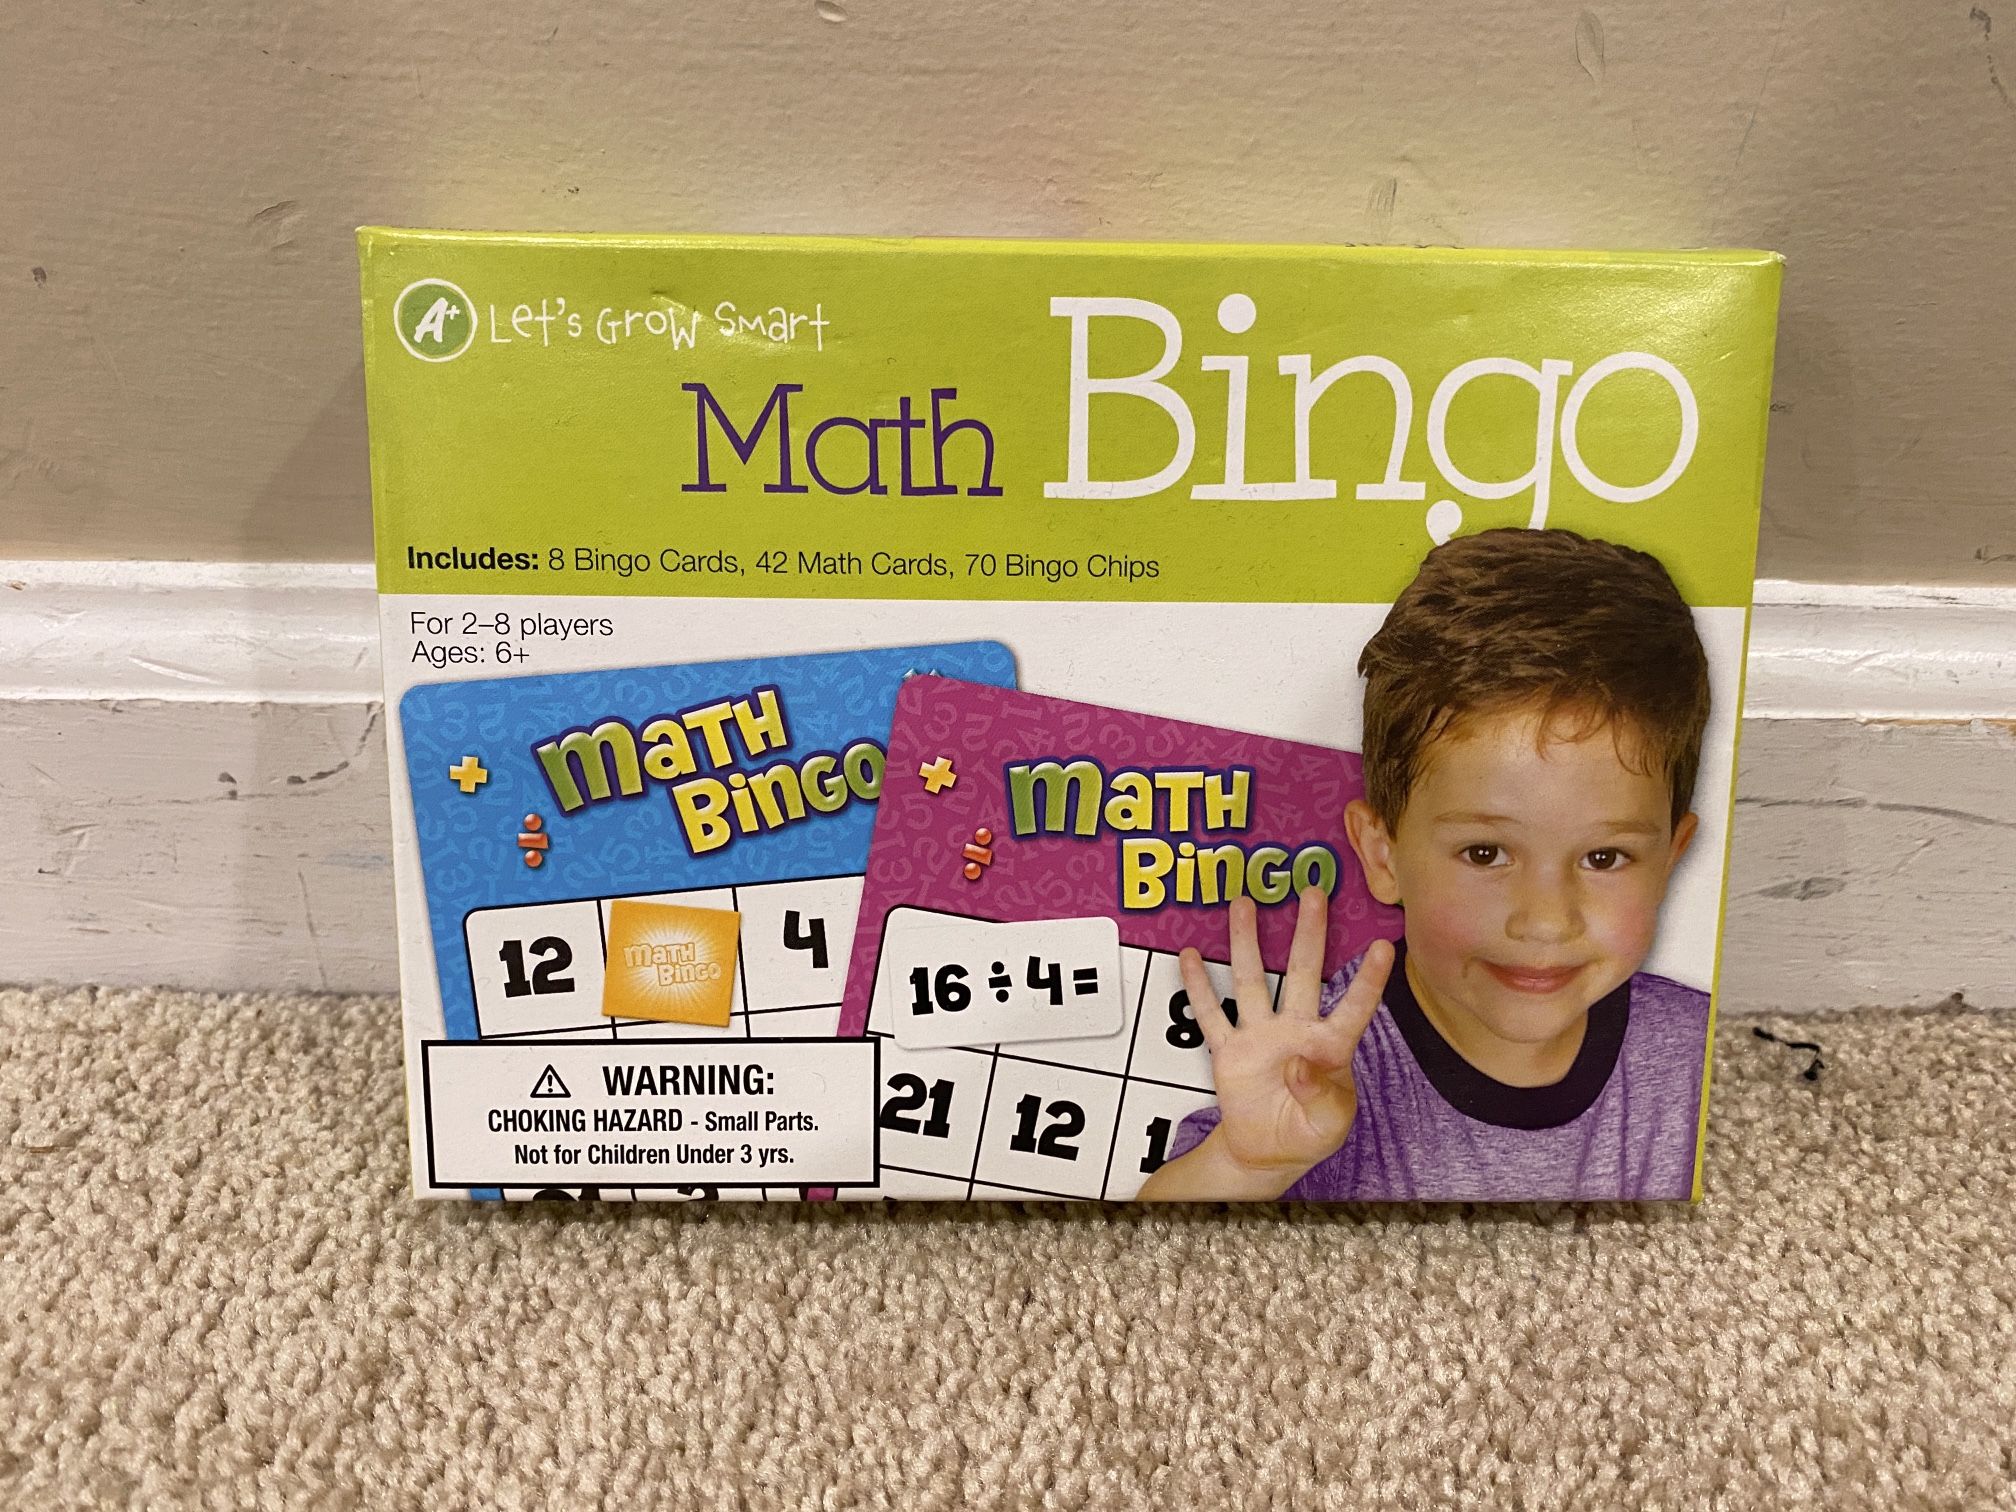 A+ Let's Grow Smart
Math Bingo
Includes: 8 Bingo Cards, 42 Math Cards, 70 Bingo Chips
For 2–8 players
Ages: 6+
maTH
BinGO
maTH
BinGO
12
maTH
BinGO
4
16 ÷ 4 =
21 12
WARNING:
CHOKING HAZARD - Small Parts.
Not for Children Under 3 yrs.